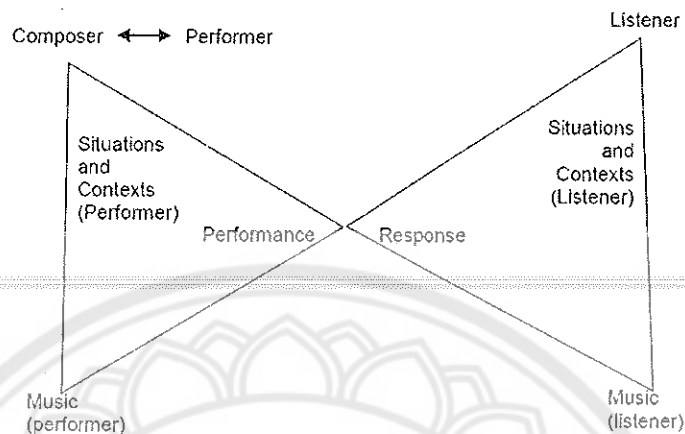 Composer ↔ Performer
Listener
Situations
and
Contexts
(Performer)
Situations
and
Contexts
(Listener)
Performance
Response
Music
(performer)
Music
(listener)